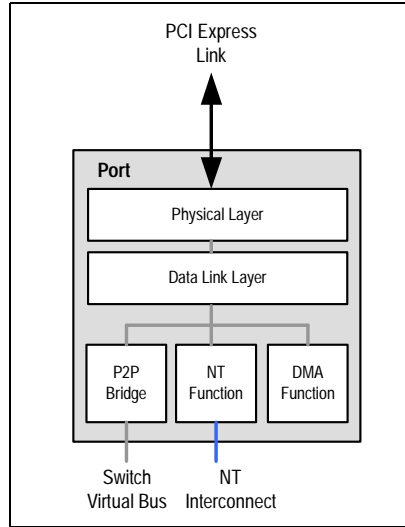 PCI Express
Link
Port
Physical Layer
Data Link Layer
P2P
Bridge
NT
Function
DMA
Function
Switch
Virtual Bus
NT
Interconnect